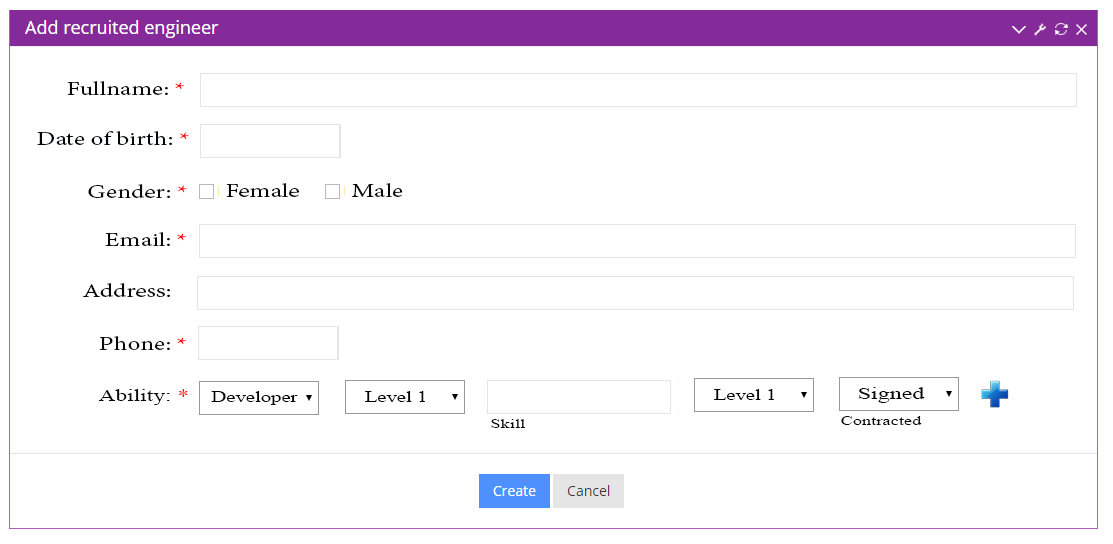 Add recruited engineer
Fullname: *
Date of birth: *
Gender: * Female Male
Email: *
Address:
Phone: *
Ability: * Developer Level 1 Level 1 Signed
Skill Contracted
Create Cancel